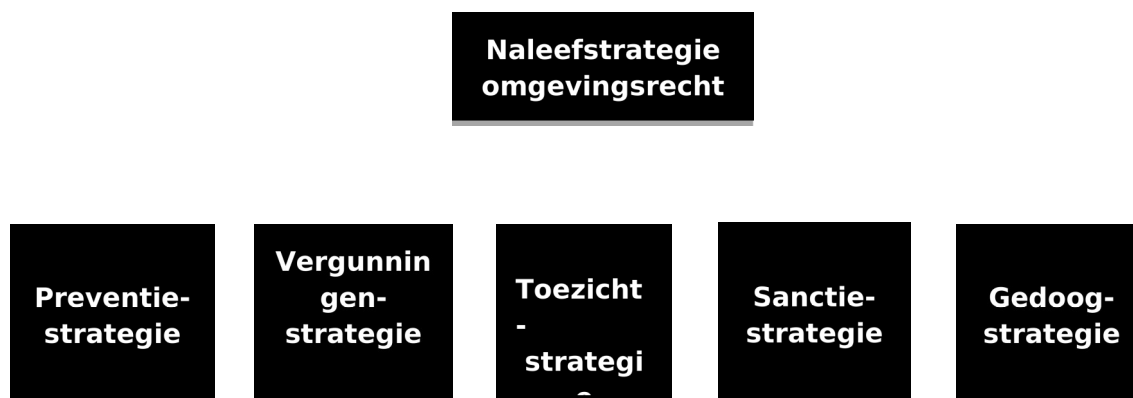 Naleefstrategie
omgevingsrecht
Preventie-
strategie
Vergunnin
gen-
strategie
Toezicht
-
strategi
e
Sanctie-
strategie
Gedoog-
strategie